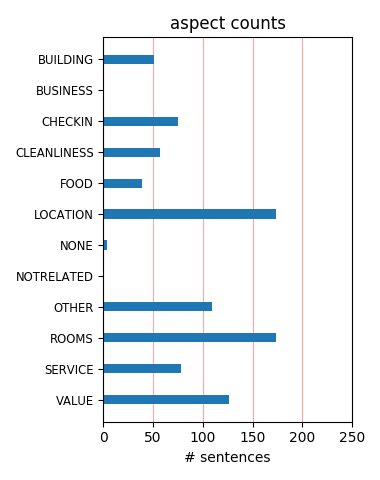 aspect counts
BUILDING
BUSINESS
CHECKIN
CLEANLINESS
FOOD
LOCATION
NONE
NOTRELATED
OTHER
ROOMS
SERVICE
VALUE
0 50 100 150 200 250
# sentences